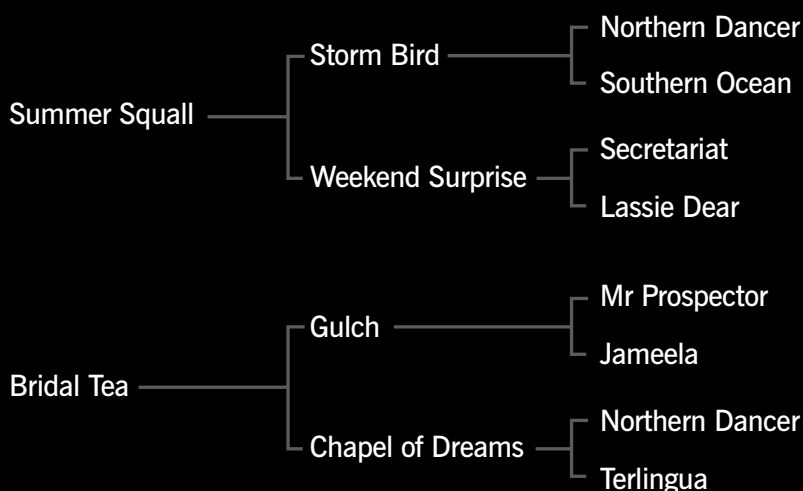 Summer Squall
Storm Bird
Northern Dancer
Southern Ocean
Weekend Surprise
Secretariat
Lassie Dear
Bridal Tea
Gulch
Mr Prospector
Jameela
Chapel of Dreams
Northern Dancer
Terlingua